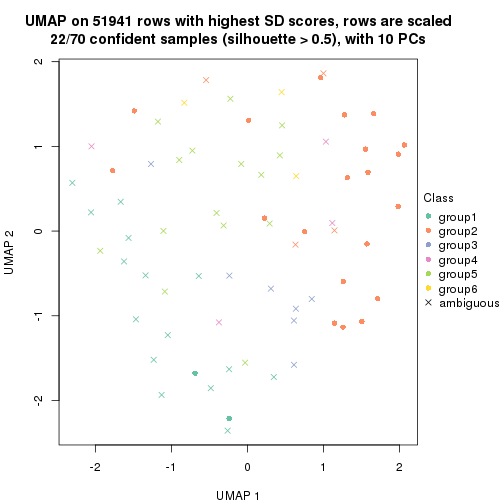 UMAP on 51941 rows with highest SD scores, rows are scaled
22/70 confident samples (silhouette > 0.5), with 10 PCs
2
1
0
-1
-2
UMAP 2
-2
-1
0
1
2
UMAP 1
Class
group1
group2
group3
group4
group5
group6
ambiguous